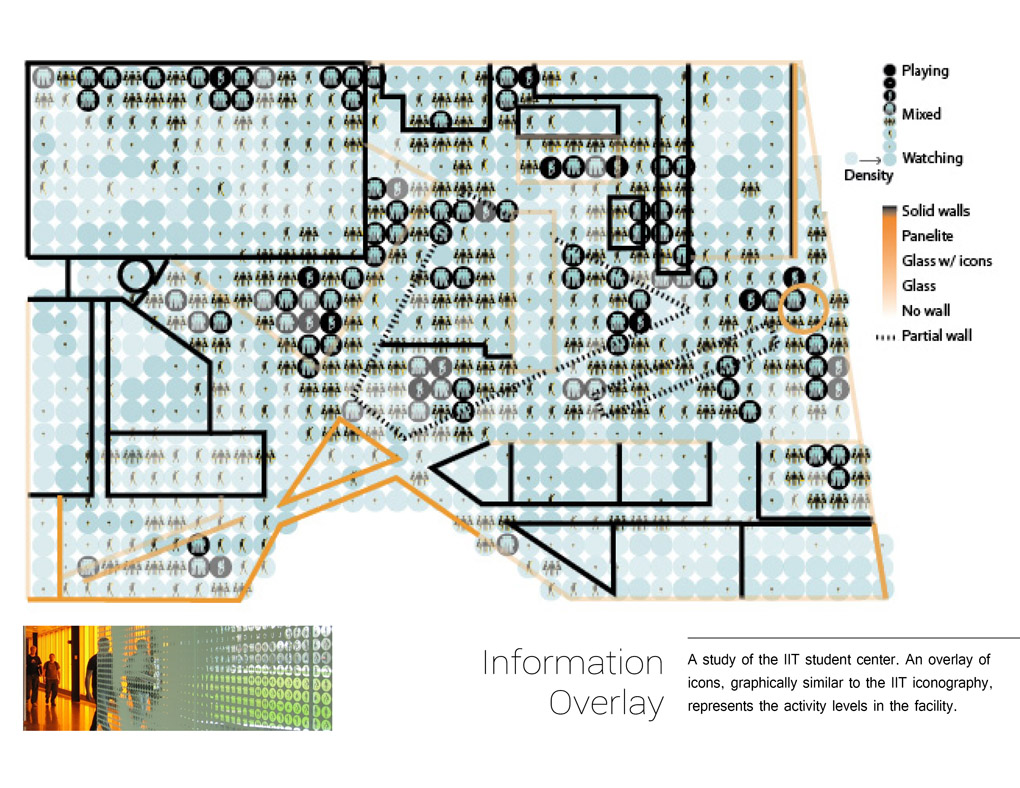 Playing
Mixed
Watching
Density
Solid walls
Panelite
Glass w/ icons
Glass
No wall
Partial wall
Information
Overlay
A study of the IIT student center. An overlay of
icons, graphically similar to the IIT iconography,
represents the activity levels in the facility.